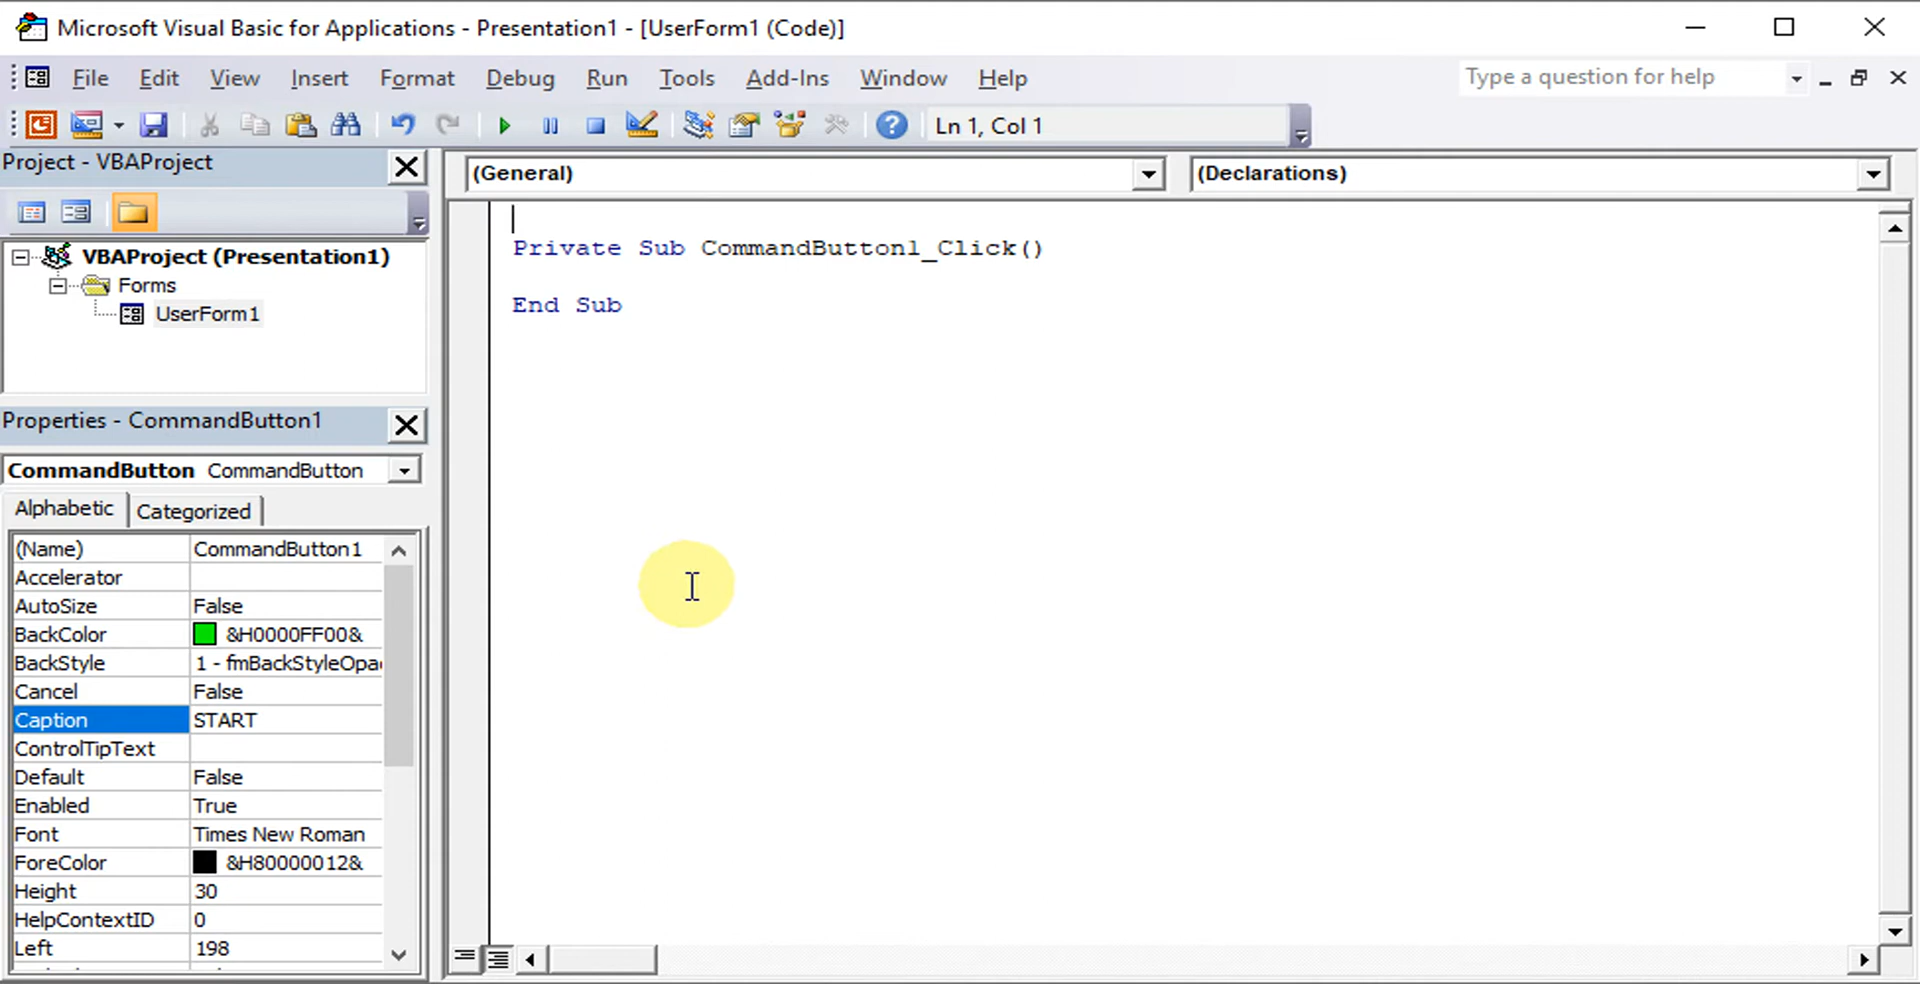 Microsoft Visual Basic for Applications - Presentation1 - [UserForm1 (Code)]
File Edit View Insert Format Debug Run Tools Add-Ins Window Help Type a question for help
Ln 1, Col 1
Project - VBAProject
(General) (Declarations)
VBAProject (Presentation1)
Forms
UserForm1
Private Sub CommandButton1_Click()
End Sub
Properties - CommandButton1
CommandButton CommandButton
Alphabetic Categorized
(Name) CommandButton1
Accelerator
AutoSize False
BackColor &H0000FF00&
BackStyle 1 - fmBackStyleOpa
Cancel False
Caption START
ControlTipText
Default False
Enabled True
Font Times New Roman
ForeColor &H80000012&
Height 30
HelpContextID 0
Left 198